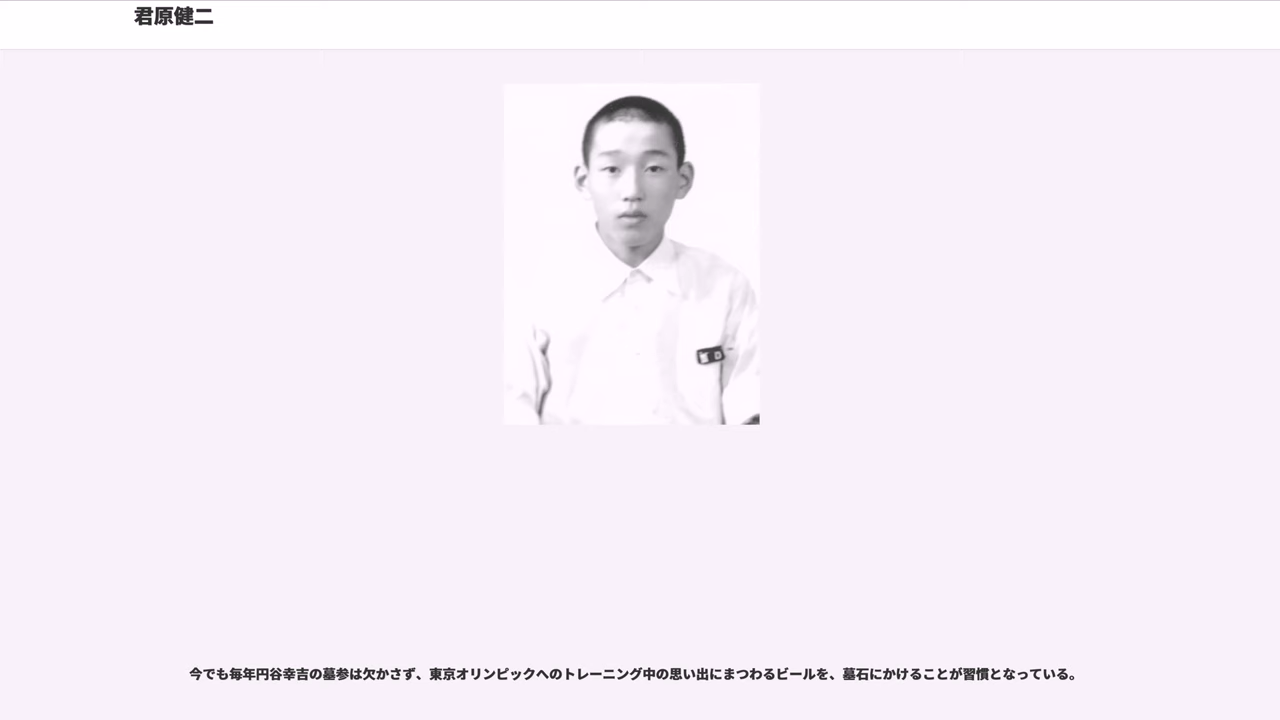 君原健二
今でも毎年円谷幸吉の墓参は欠かさず、東京オリンピックへのトレーニング中の思い出にまつわるビールを、墓石にかけることが習慣となっている。